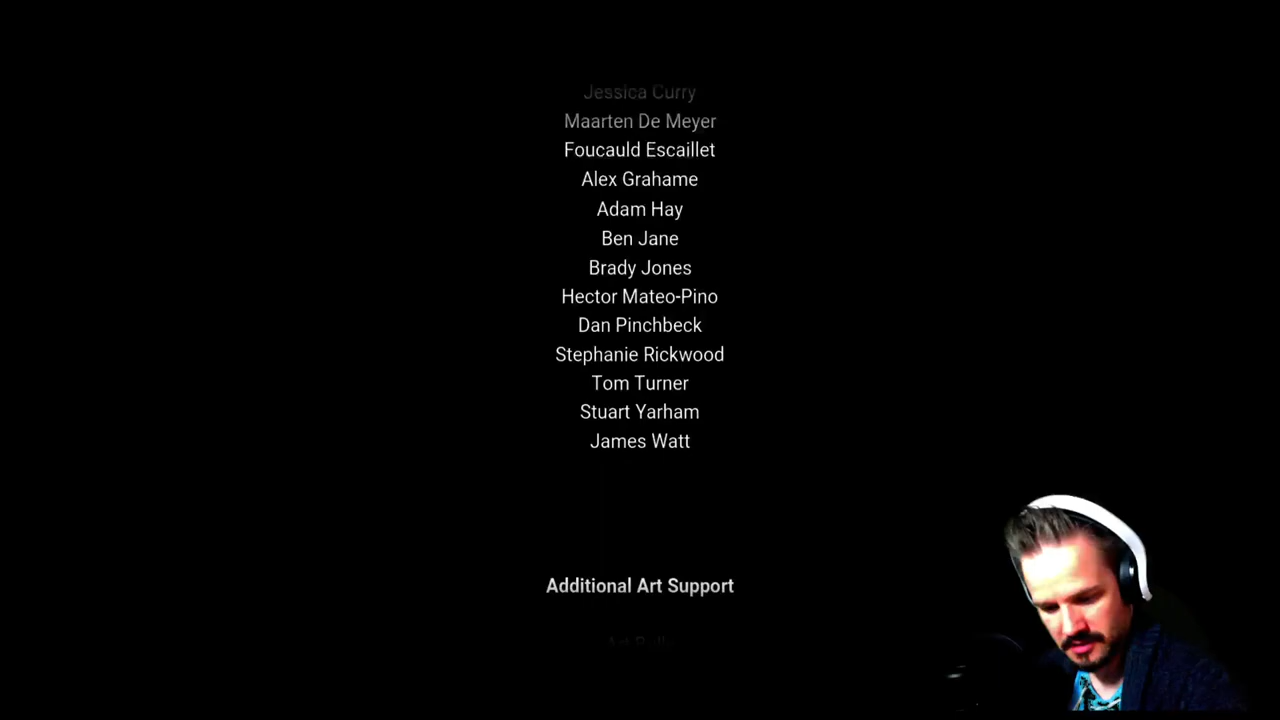 Jessica Curry
Maarten De Meyer
Foucauld Escaillet
Alex Grahame
Adam Hay
Ben Jane
Brady Jones
Hector Mateo-Pino
Dan Pinchbeck
Stephanie Rickwood
Tom Turner
Stuart Yarham
James Watt
Additional Art Support